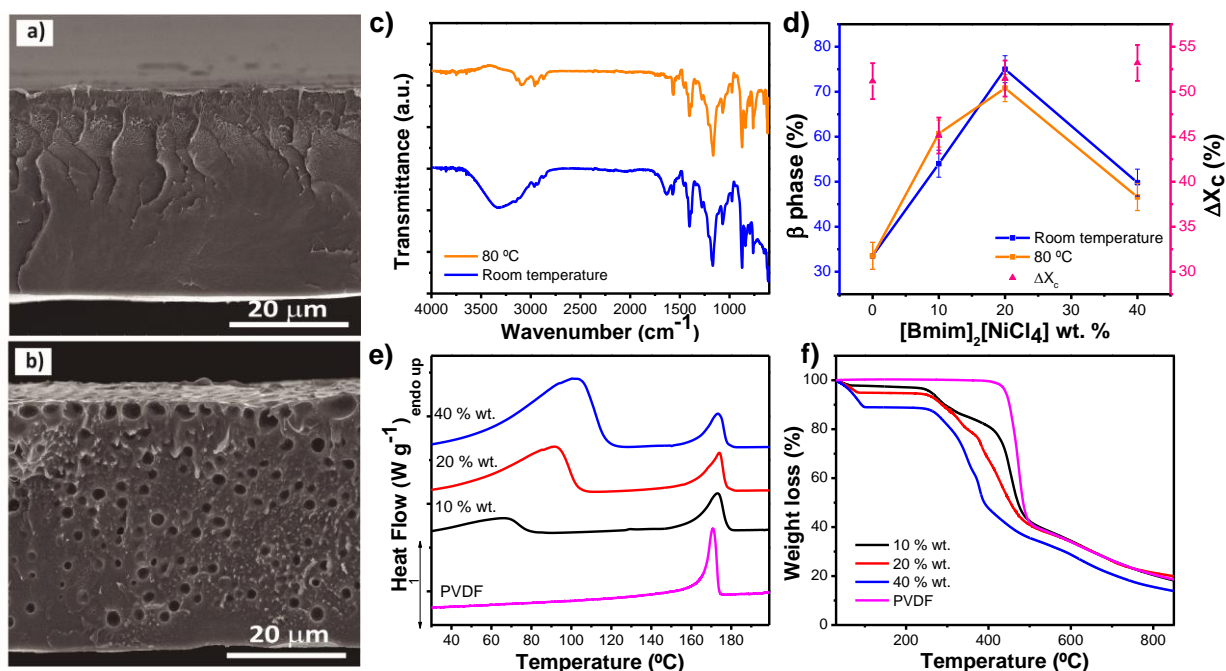 a)
20 µm
b)
20 µm
c)
Transmittance (a.u.)
80 ºC
Room temperature
4000 3500 3000 2500 2000 1500 1000
Wavenumber (cm-1)
d)
β phase (%)
80
70
60
50
40
30
Room temperature
80 ºC
ΔXc
0 10 20 30 40
[Bmim]2[NiCl4] wt. %
55
50
45
40
35
30
ΔXc (%)
e)
Heat Flow (W g-1) endo up
1
40 % wt.
20 % wt.
10 % wt.
PVDF
40 60 80 100 120 140 160 180
Temperature (ºC)
f)
Weight loss (%)
100
80
60
40
20
0
10 % wt.
20 % wt.
40 % wt.
PVDF
200 400 600 800
Temperature (ºC)